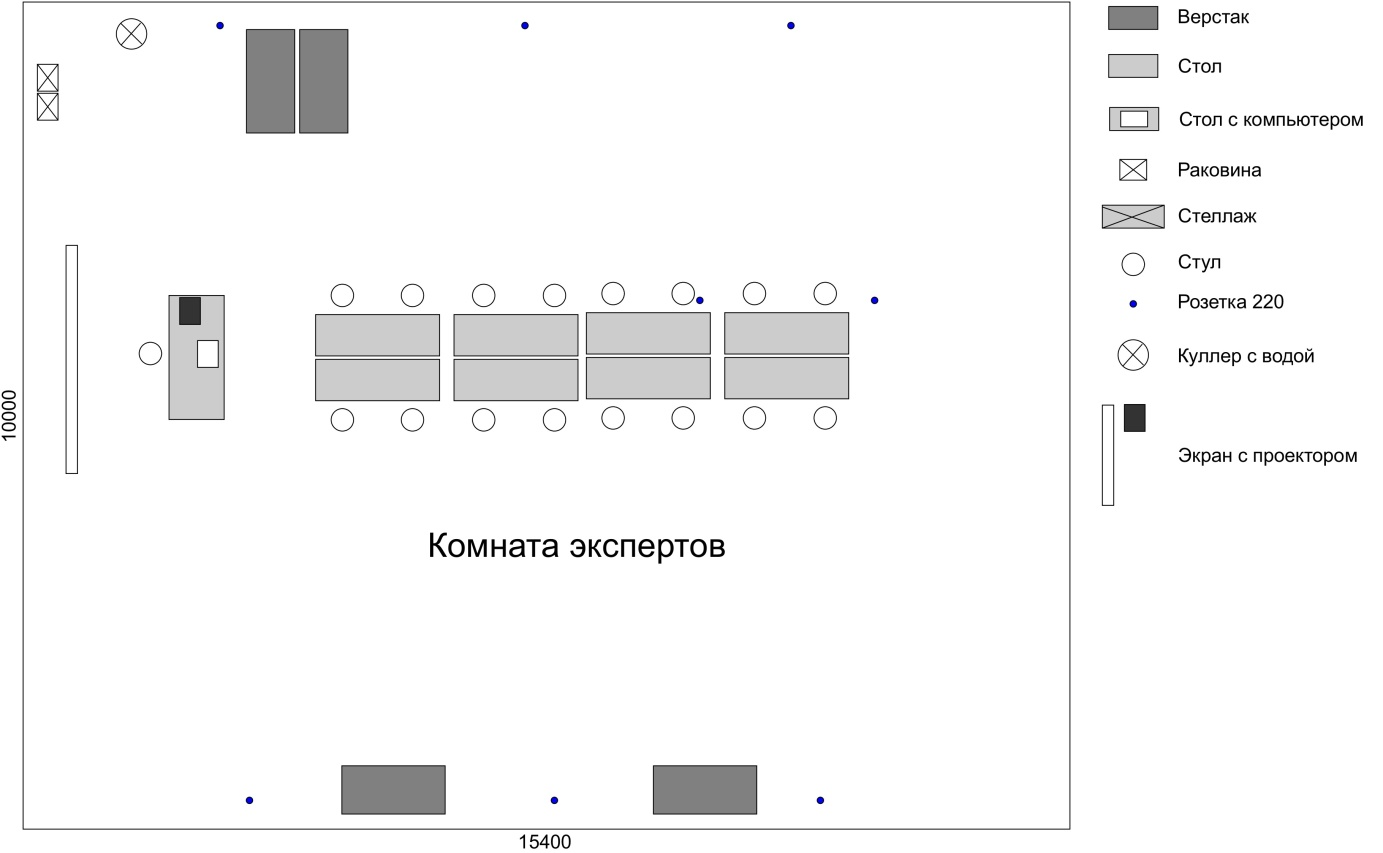 Верстак
Стол
Стол с компьютером
Раковина
Стеллаж
Стул
Розетка 220
Куллер с водой
Экран с проектором
10000
Комната экспертов
15400